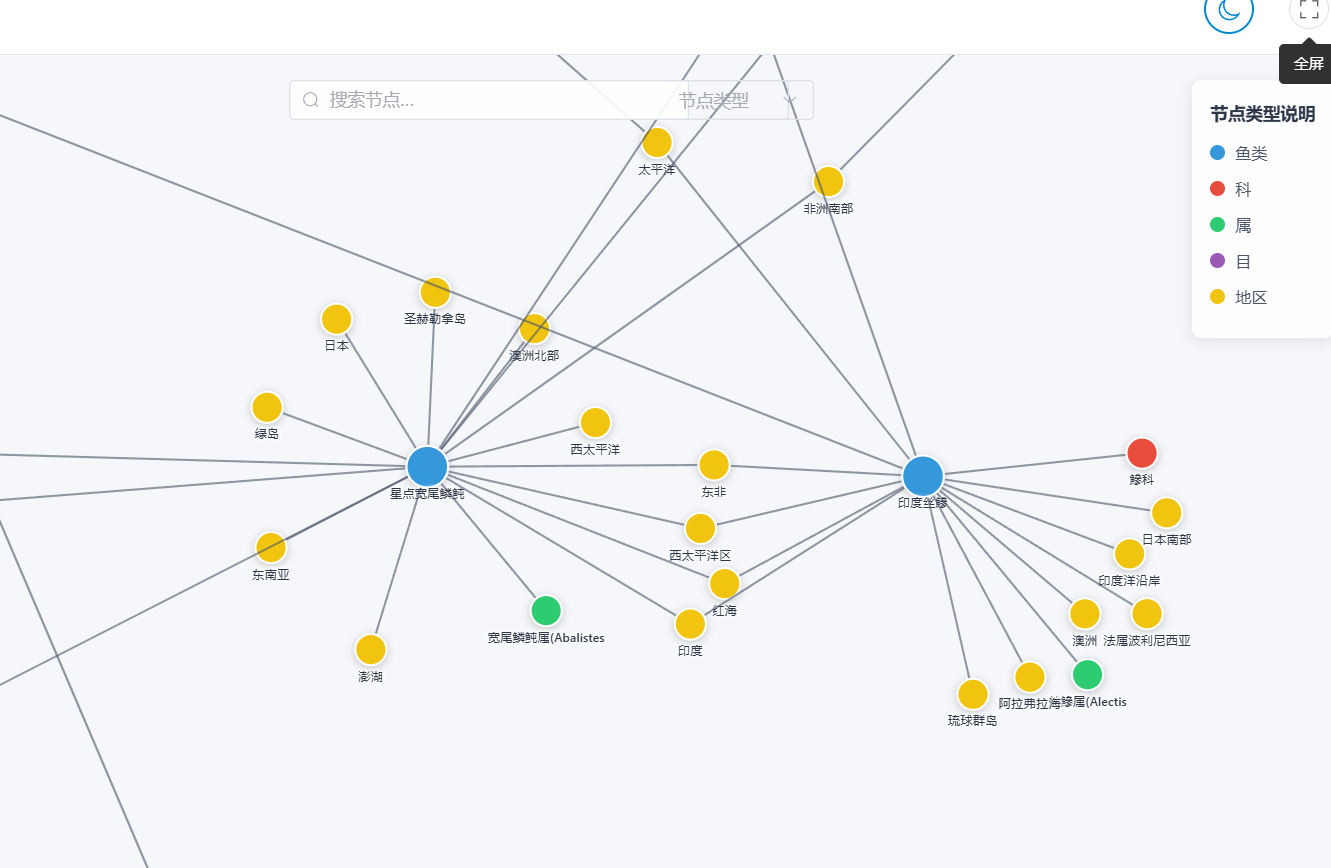 全屏
搜索节点...
节点类型
节点类型说明
鱼类
科
属
目
地区
太平洋
非洲南部
圣赫勒拿岛
日本
澳洲北部
绿岛
西太平洋
鲹科
东非
星点宽尾鳞鲀
印度丝鲹
日本南部
西太平洋区
东南亚
印度洋沿岸
红海
宽尾鳞鲀属(Abalistes
澳洲
法属波利尼西亚
印度
澎湖
阿拉弗拉海
鲹属(Alectis
琉球群岛